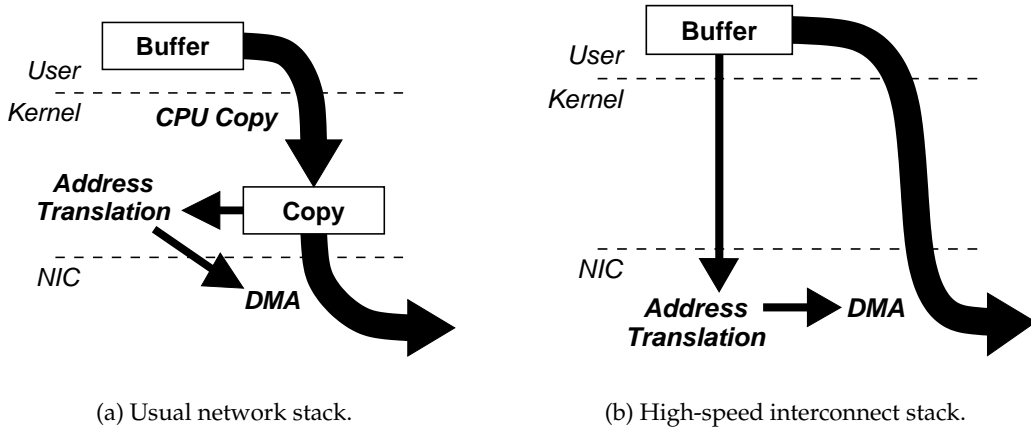 Buffer
User
Kernel
CPU Copy
Address
Translation
Copy
NIC
DMA
(a) Usual network stack.
Buffer
User
Kernel
NIC
Address
Translation
DMA
(b) High-speed interconnect stack.